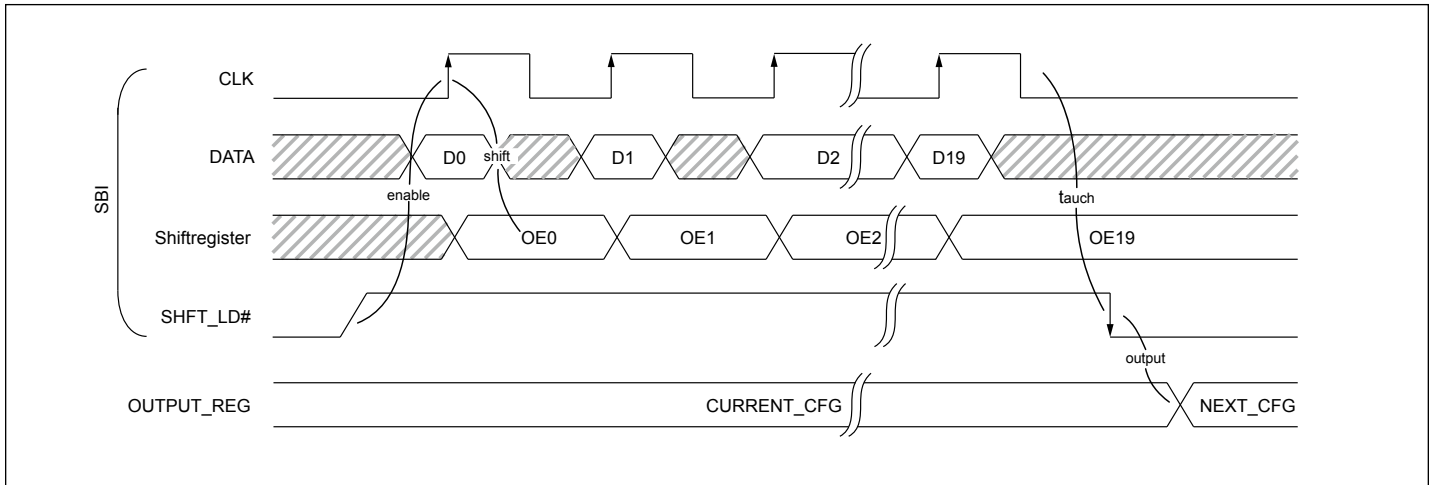 SBI
CLK
DATA D0 shift D1 D2 D19
enable tauch
Shiftregister OE0 OE1 OE2 OE19
SHFT_LD#
output
OUTPUT_REG CURRENT_CFG NEXT_CFG